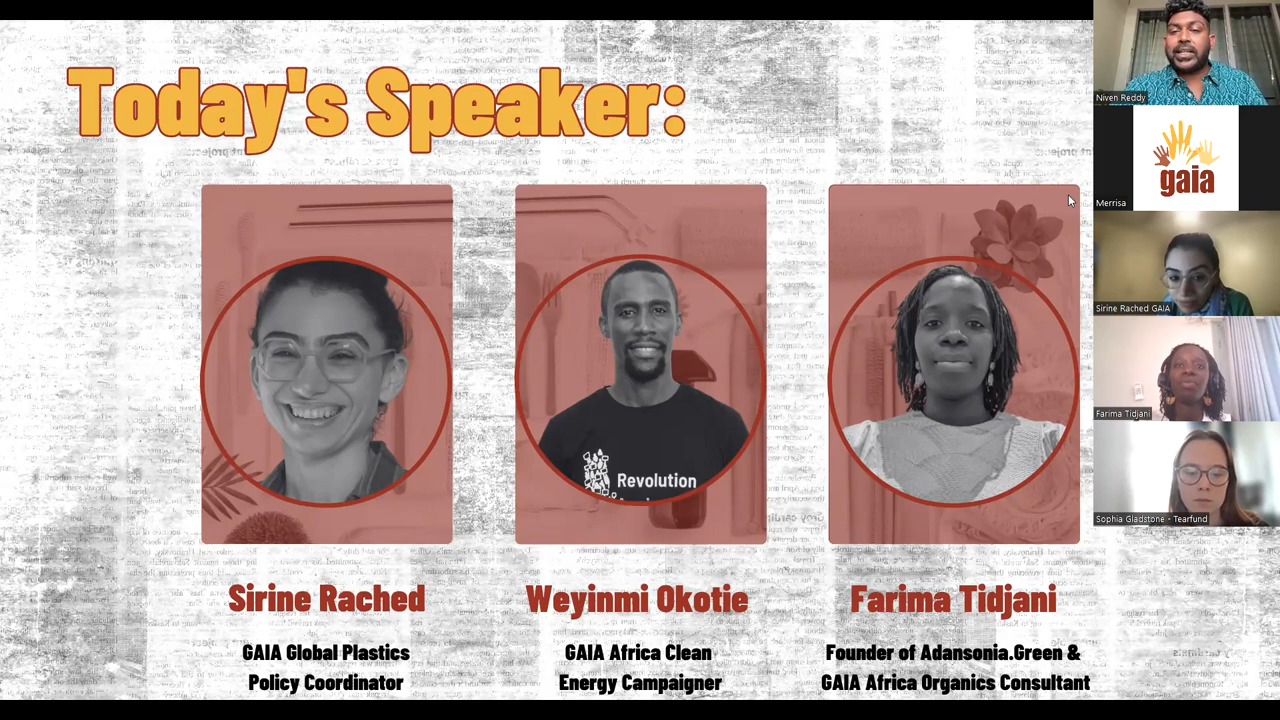 Today's Speaker:
Revolution
Sirine Rached
GAIA Global Plastics
Policy Coordinator
Weyinmi Okotie
GAIA Africa Clean
Energy Campaigner
Farima Tidjani
Founder of Adansonia.Green &
GAIA Africa Organics Consultant
Niven Reddy
gaia
Merrisa
Sirine Rached GAIA
Farima Tidjani
Sophia Gladstone - Tearfund